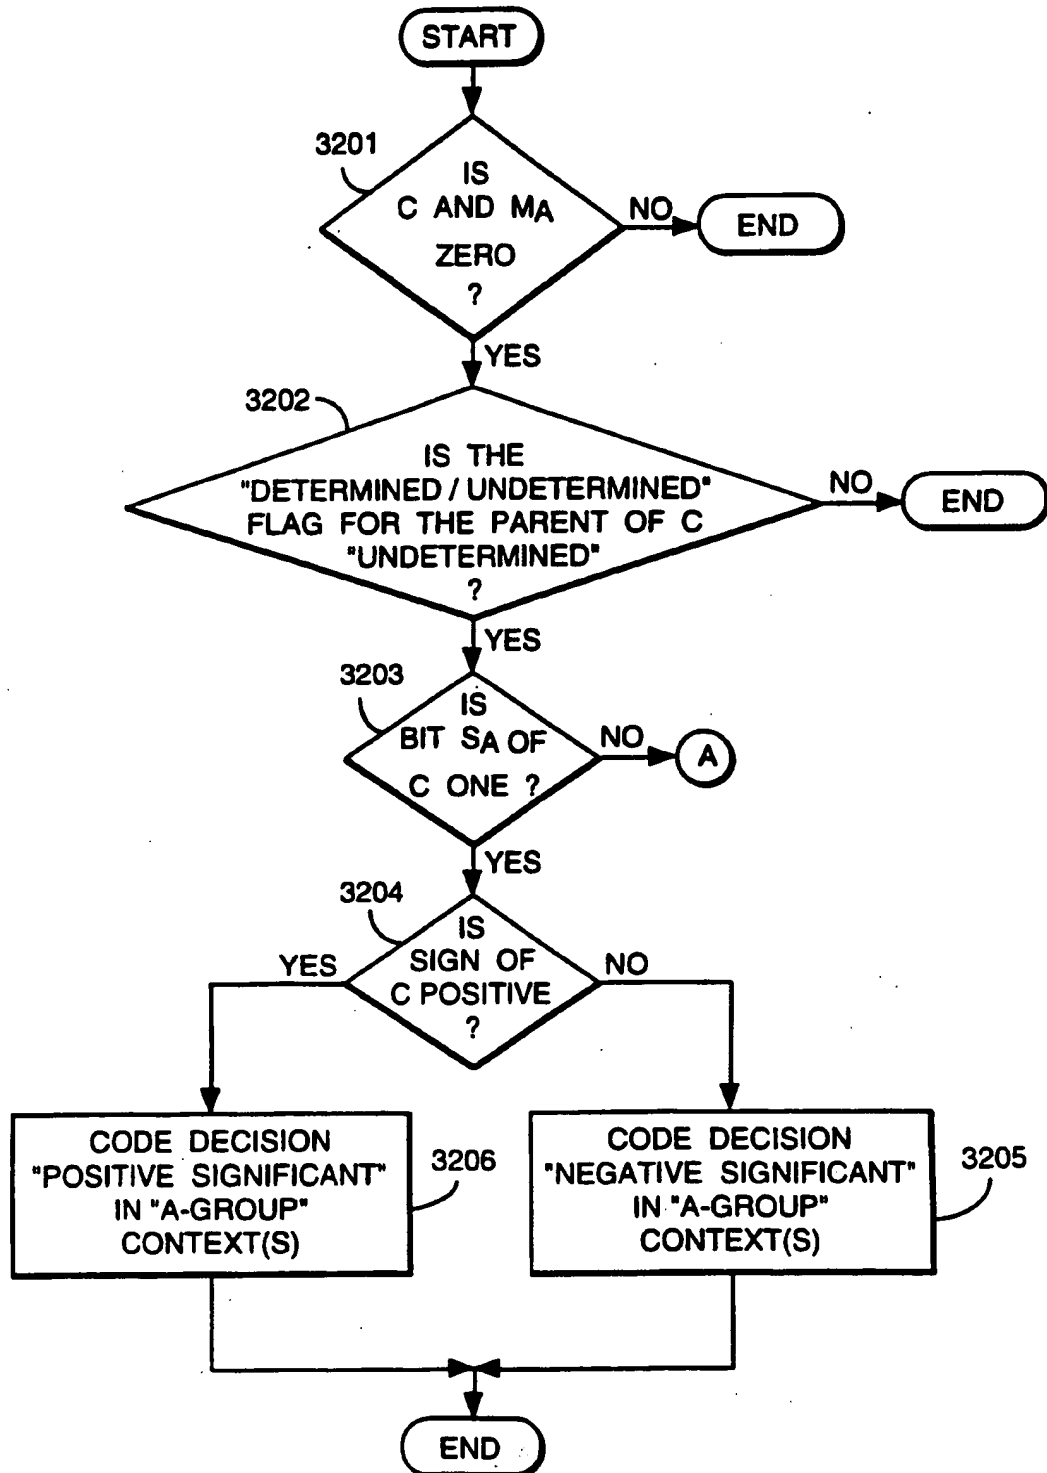 START
3201
IS
C AND MA
ZERO
?
NO
END
YES
3202
IS THE
"DETERMINED / UNDETERMINED"
FLAG FOR THE PARENT OF C
"UNDETERMINED"
?
NO
END
YES
3203
IS
BIT SA OF
C ONE ?
NO
A
YES
3204
IS
SIGN OF
C POSITIVE
?
YES
NO
CODE DECISION
"POSITIVE SIGNIFICANT"
IN "A-GROUP"
CONTEXT(S)
3206
CODE DECISION
"NEGATIVE SIGNIFICANT"
IN "A-GROUP"
CONTEXT(S)
3205
END